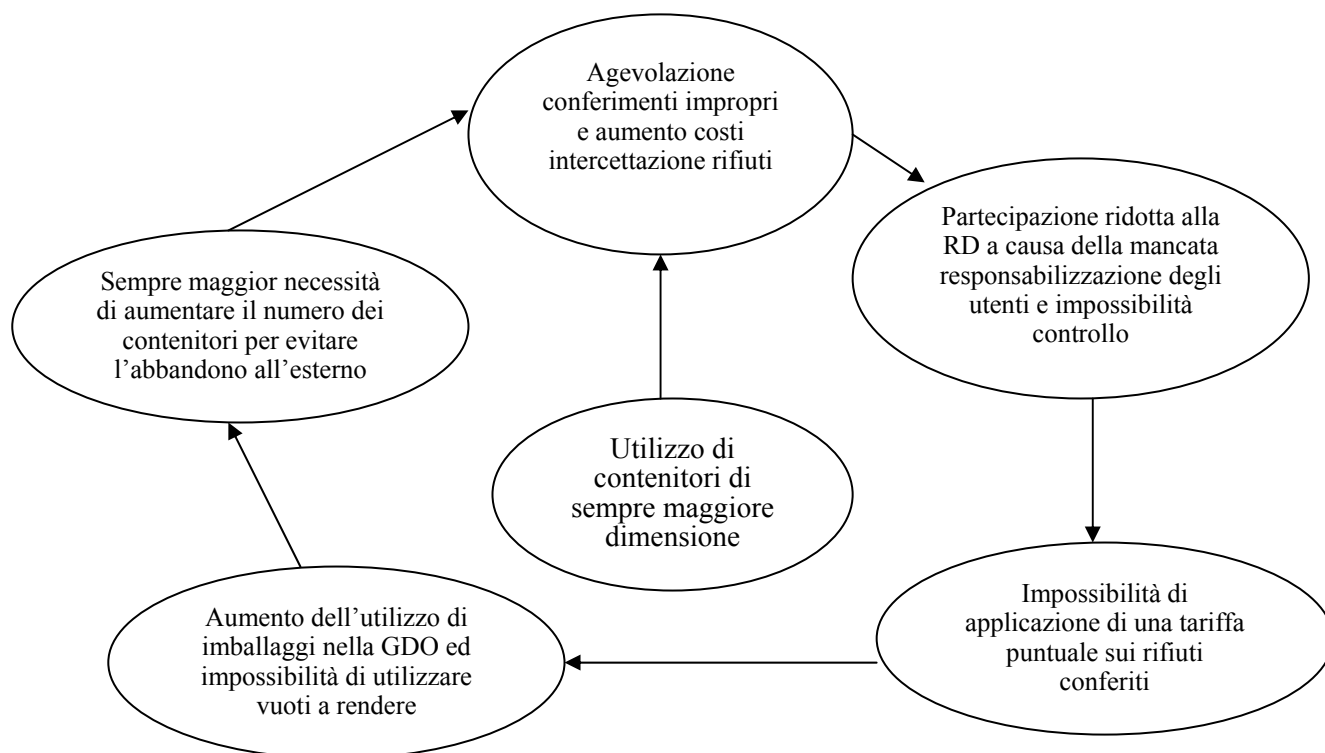 Agevolazione
conferimenti impropri
e aumento costi
intercettazione rifiuti
Partecipazione ridotta alla
RD a causa della mancata
responsabilizzazione degli
utenti e impossibilità
controllo
Sempre maggior necessità
di aumentare il numero dei
contenitori per evitare
l’abbandono all’esterno
Utilizzo di
contenitori di
sempre maggiore
dimensione
Impossibilità di
applicazione di una tariffa
puntuale sui rifiuti
conferiti
Aumento dell’utilizzo di
imballaggi nella GDO ed
impossibilità di utilizzare
vuoti a rendere